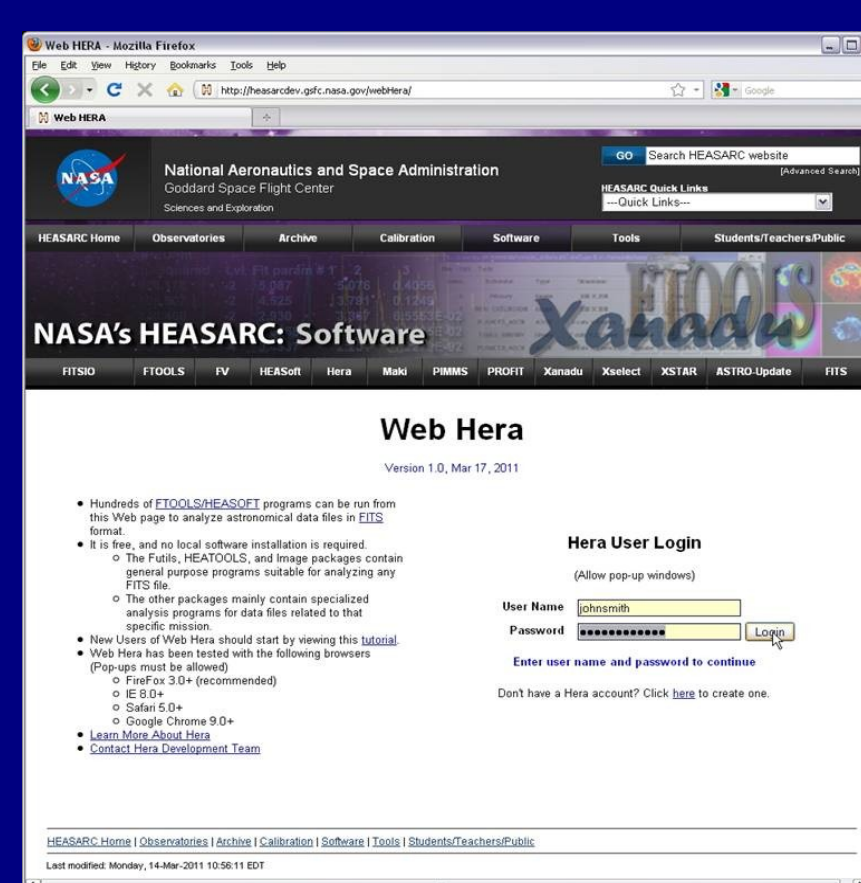 Web HERA - Mozilla Firefox
File Edit View History Bookmarks Tools Help
http://heasarcdev.gsfc.nasa.gov/webHera/
Google
Web HERA
NASA
National Aeronautics and Space Administration
Goddard Space Flight Center
Sciences and Exploration
GO Search HEASARC website
[Advanced Search]
HEASARC Quick Links
---Quick Links---
HEASARC Home Observatories Archive Calibration Software Tools Students/Teachers/Public
FTOOLS
Xanadu
NASA's HEASARC: Software
FITSIO FTOOLS FV HEASoft Hera Maki PIMMS PROFIT Xanadu Xselect XSTAR ASTRO-Update FITS
Web Hera
Version 1.0, Mar 17, 2011
• Hundreds of FTOOLS/HEASOFT programs can be run from
this Web page to analyze astronomical data files in FITS
format.
• It is free, and no local software installation is required.
o The Futils, HEATOOLS, and Image packages contain
general purpose programs suitable for analyzing any
FITS file.
o The other packages mainly contain specialized
analysis programs for data files related to that
specific mission.
• New Users of Web Hera should start by viewing this tutorial.
• Web Hera has been tested with the following browsers
(Pop-ups must be allowed)
o FireFox 3.0+ (recommended)
o IE 8.0+
o Safari 5.0+
o Google Chrome 9.0+
• Learn More About Hera
• Contact Hera Development Team
Hera User Login
(Allow pop-up windows)
User Name johnsmith
Password ●●●●●●●●●●●● Login
Enter user name and password to continue
Don't have a Hera account? Click here to create one.
HEASARC Home | Observatories | Archive | Calibration | Software | Tools | Students/Teachers/Public
Last modified: Monday, 14-Mar-2011 10:56:11 EDT